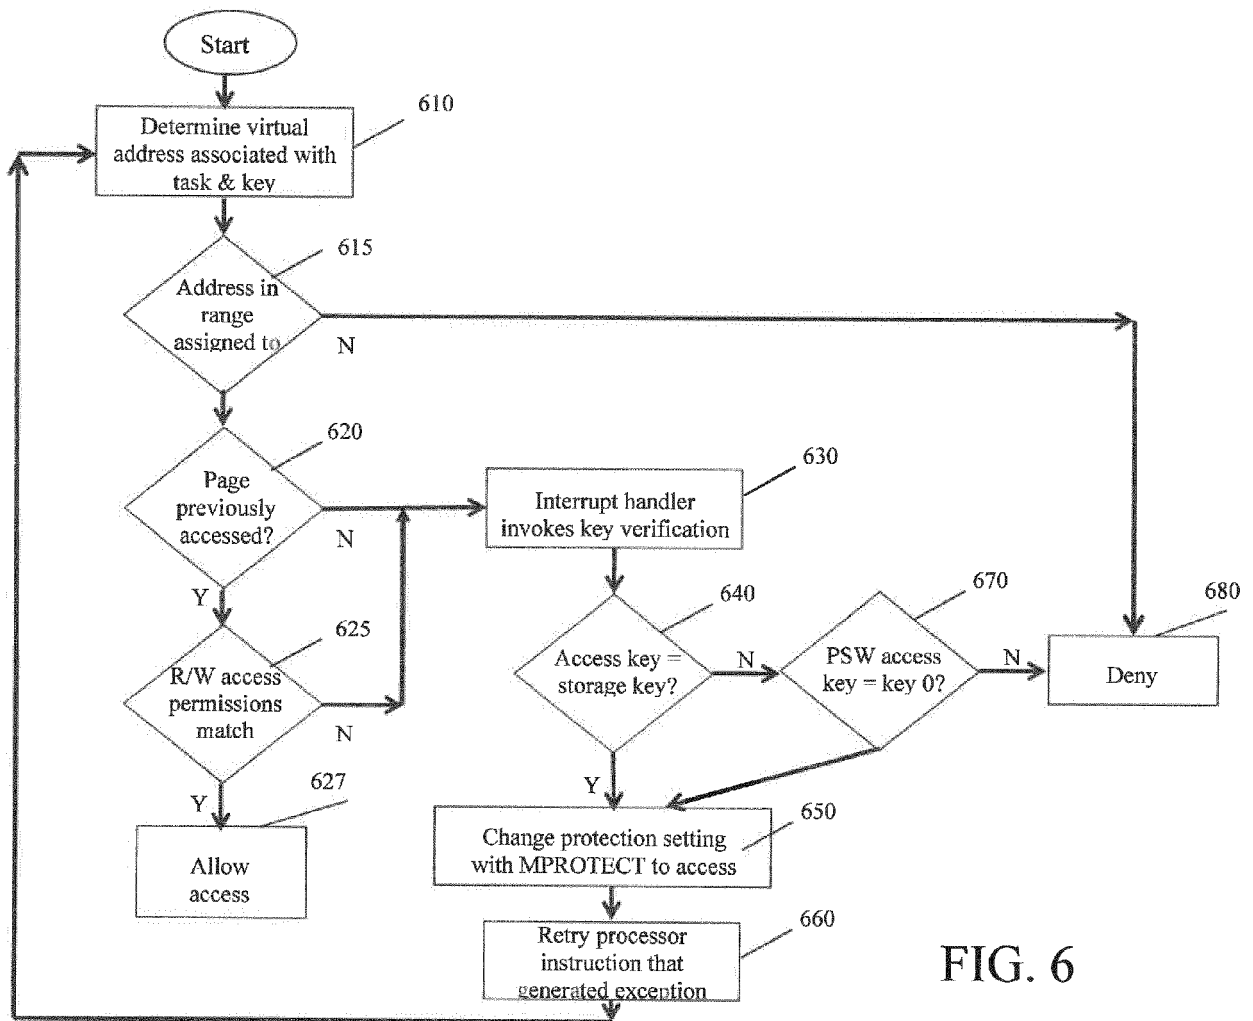 Start
610
Determine virtual
address associated with
task & key
615
Address in
range
assigned to
N
620
Page
previously
accessed?
N
Y
630
Interrupt handler
invokes key verification
625
R/W access
permissions
match
N
Y
640
Access key =
storage key?
N
Y
670
PSW access
key = key 0?
N
680
Deny
627
Allow
access
650
Change protection setting
with MPROTECT to access
660
Retry processor
instruction that
generated exception
FIG. 6